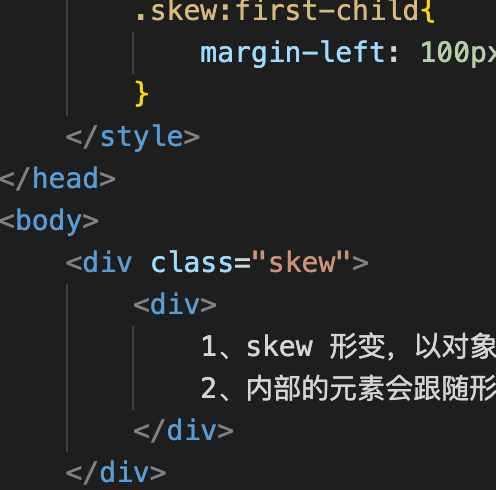 .skew:first-child{
margin-left: 100px
}
</style>
</head>
<body>
<div class="skew">
<div>
1、skew 形变，以对象
2、内部的元素会跟随形
</div>
</div>